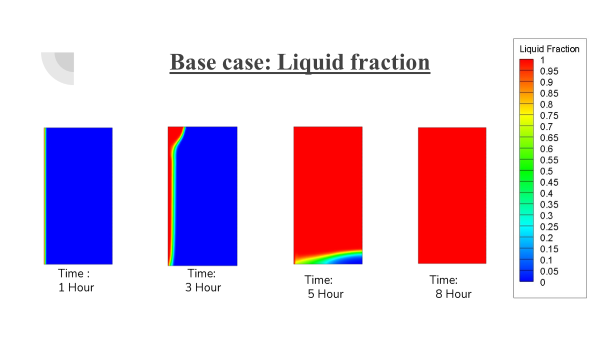 Base case: Liquid fraction
Liquid Fraction
1
0.95
0.9
0.85
0.8
0.75
0.7
0.65
0.6
0.55
0.5
0.45
0.4
0.35
0.3
0.25
0.2
0.15
0.1
0.05
0
Time :
1 Hour
Time:
3 Hour
Time:
5 Hour
Time:
8 Hour